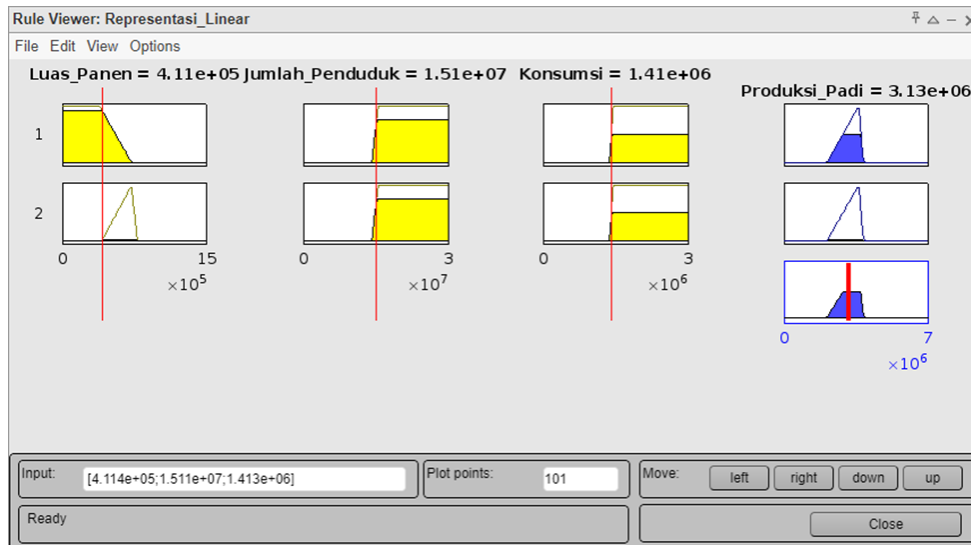 Rule Viewer: Representasi_Linear
File Edit View Options
Luas_Panen = 4.11e+05 Jumlah_Penduduk = 1.51e+07 Konsumsi = 1.41e+06
Produksi_Padi = 3.13e+06
1
2
0 15 0 3 0 3
×10⁵ ×10⁷ ×10⁶
0 7
×10⁶
Input: [4.114e+05;1.511e+07;1.413e+06] Plot points: 101 Move: left right down up
Ready Close